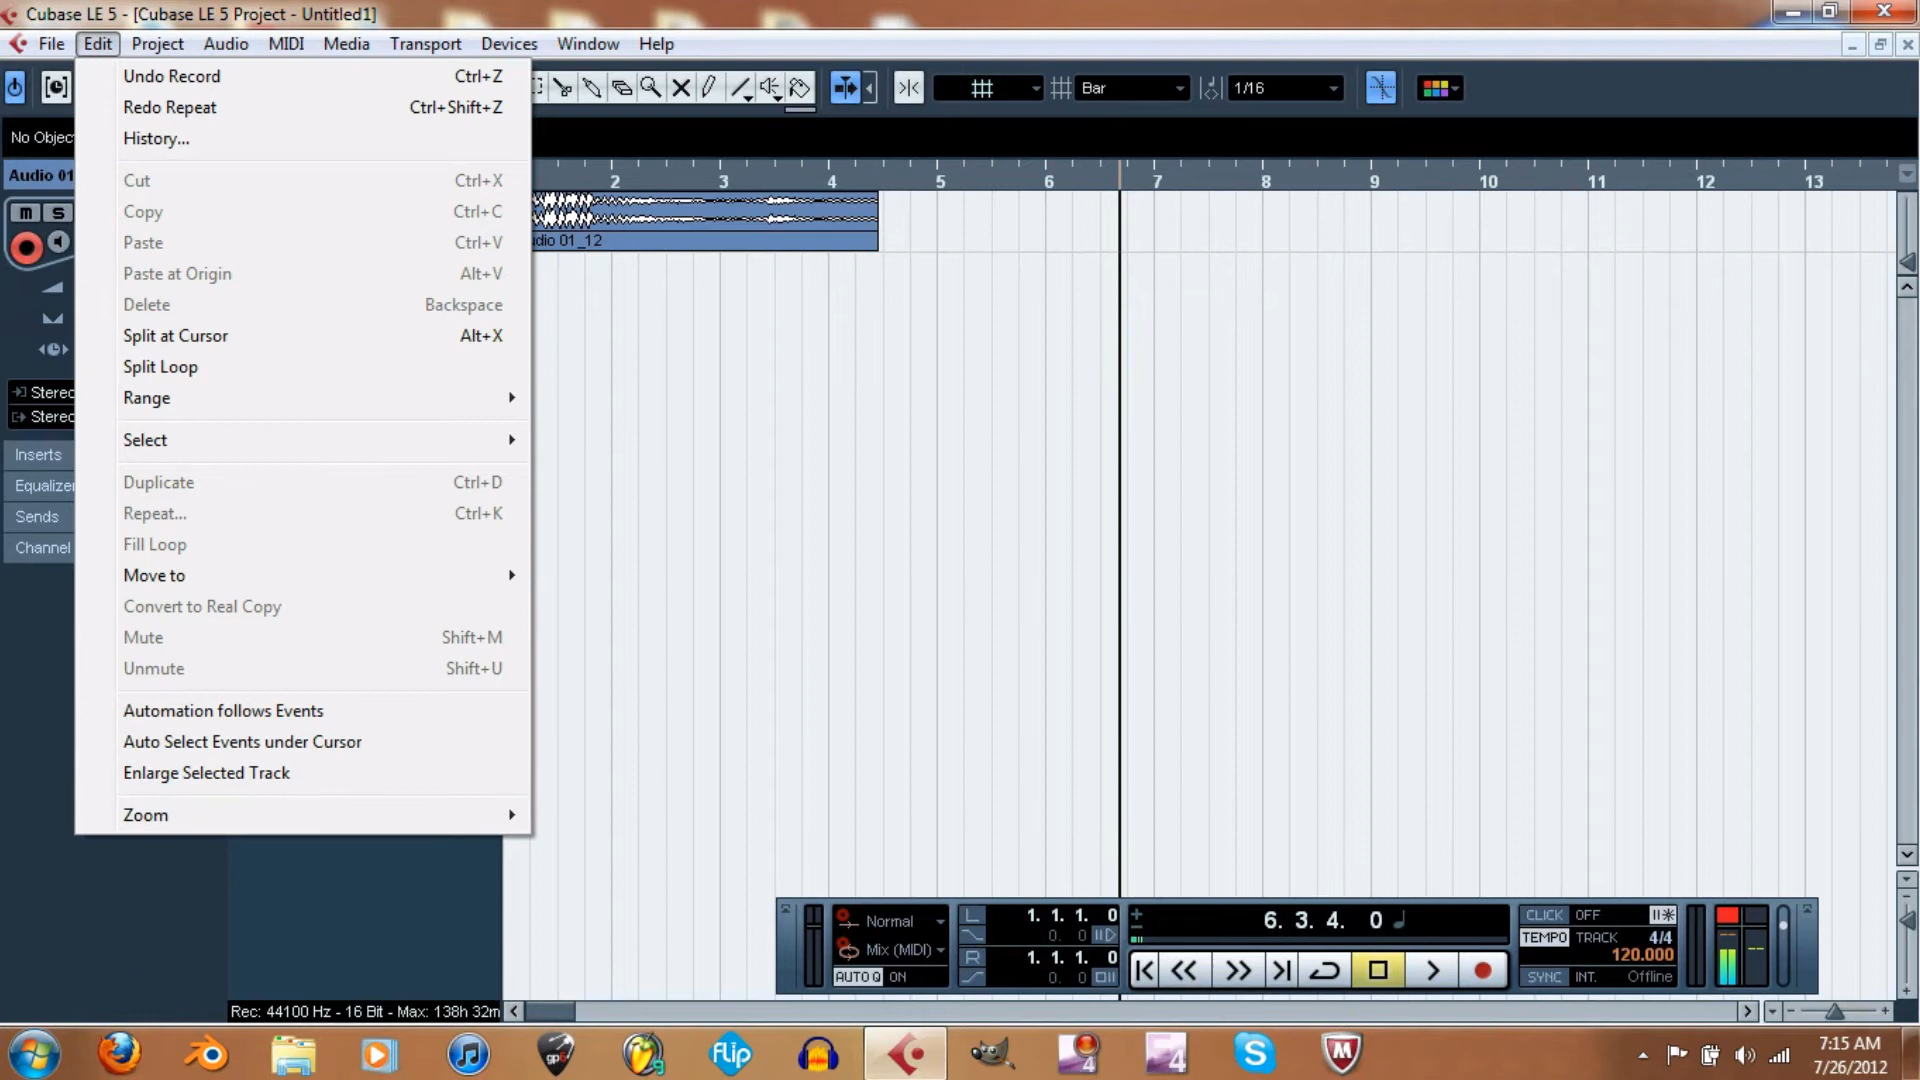 Cubase LE 5 - [Cubase LE 5 Project - Untitled1]
File Edit Project Audio MIDI Media Transport Devices Window Help
Undo Record Ctrl+Z
Redo Repeat Ctrl+Shift+Z
History...
Cut Ctrl+X
Copy Ctrl+C
Paste Ctrl+V
Paste at Origin Alt+V
Delete Backspace
Split at Cursor Alt+X
Split Loop
Range
Select
Duplicate Ctrl+D
Repeat... Ctrl+K
Fill Loop
Move to
Convert to Real Copy
Mute Shift+M
Unmute Shift+U
Automation follows Events
Auto Select Events under Cursor
Enlarge Selected Track
Zoom
Bar
1/16
No Objec
Audio 01
m S
Stereo
Stereo
Inserts
Equalize
Sends
Channel
2 3 4 5 6 7 8 9 10 11 12 13
dio 01_12
Normal
Mix (MIDI)
AUTO Q ON
L 1. 1. 1. 0
0. 0
R 1. 1. 1. 0
0. 0
6. 3. 4. 0
CLICK OFF
TEMPO TRACK 4/4
120.000
SYNC INT. Offline
Rec: 44100 Hz - 16 Bit - Max: 138h 32m
gp6
FLIP
4
4
S
M
7:15 AM
7/26/2012